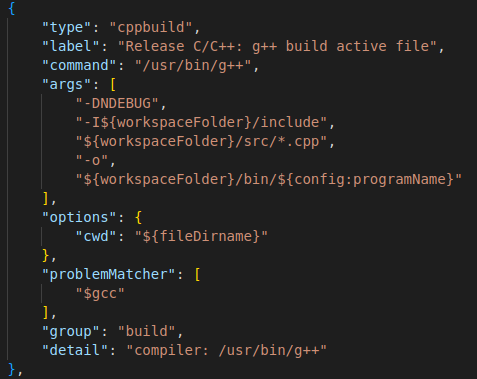 {
"type": "cppbuild",
"label": "Release C/C++: g++ build active file",
"command": "/usr/bin/g++",
"args": [
"-DNDEBUG",
"-I${workspaceFolder}/include",
"${workspaceFolder}/src/*.cpp",
"-o",
"${workspaceFolder}/bin/${config:programName}"
],
"options": {
"cwd": "${fileDirname}"
},
"problemMatcher": [
"$gcc"
],
"group": "build",
"detail": "compiler: /usr/bin/g++"
},